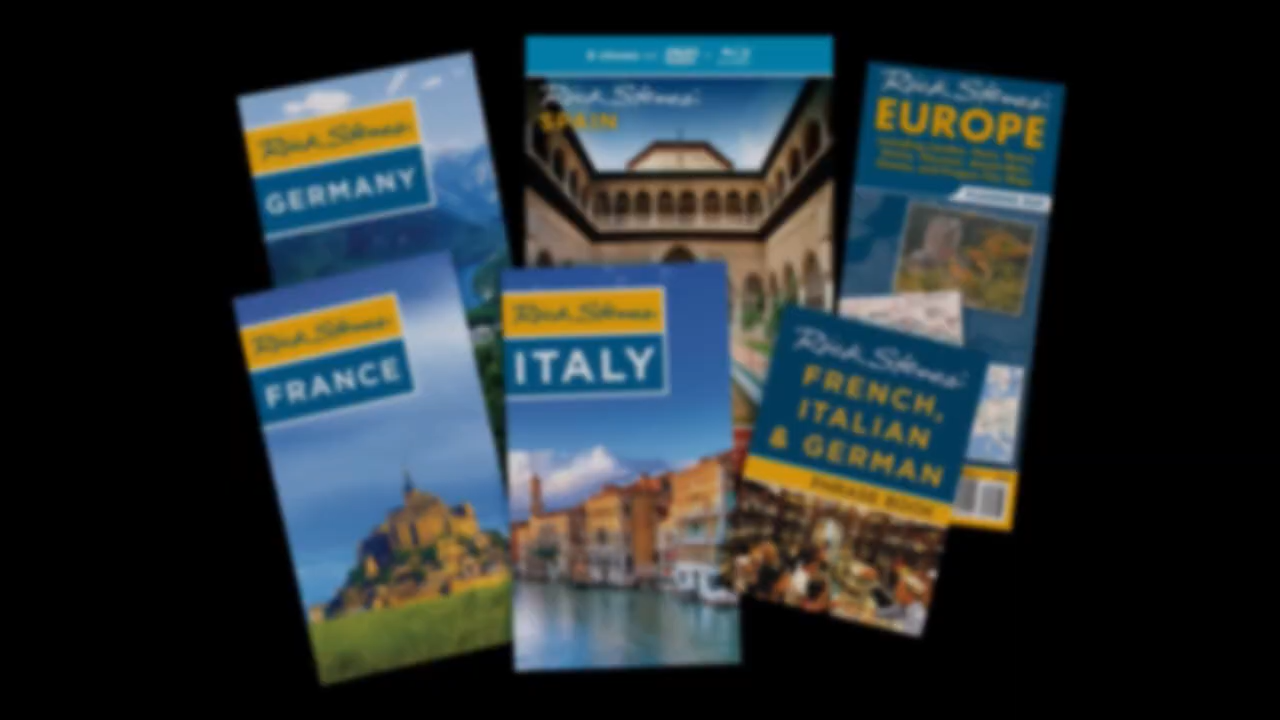 Rick Steves'
GERMANY
Rick Steves'
SPAIN
Rick Steves'
EUROPE
Rick Steves'
FRANCE
Rick Steves'
ITALY
Rick Steves'
FRENCH,
ITALIAN
& GERMAN
PHRASE BOOK